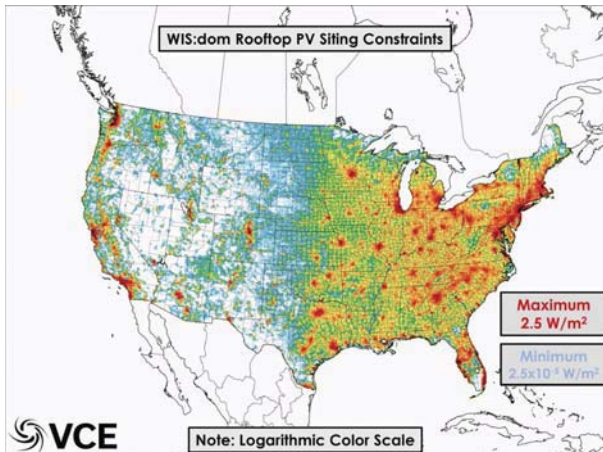 WIS:dom Rooftop PV Siting Constraints
Maximum
2.5 W/m²
Minimum
2.5x10⁻⁵ W/m²
VCE
Note: Logarithmic Color Scale